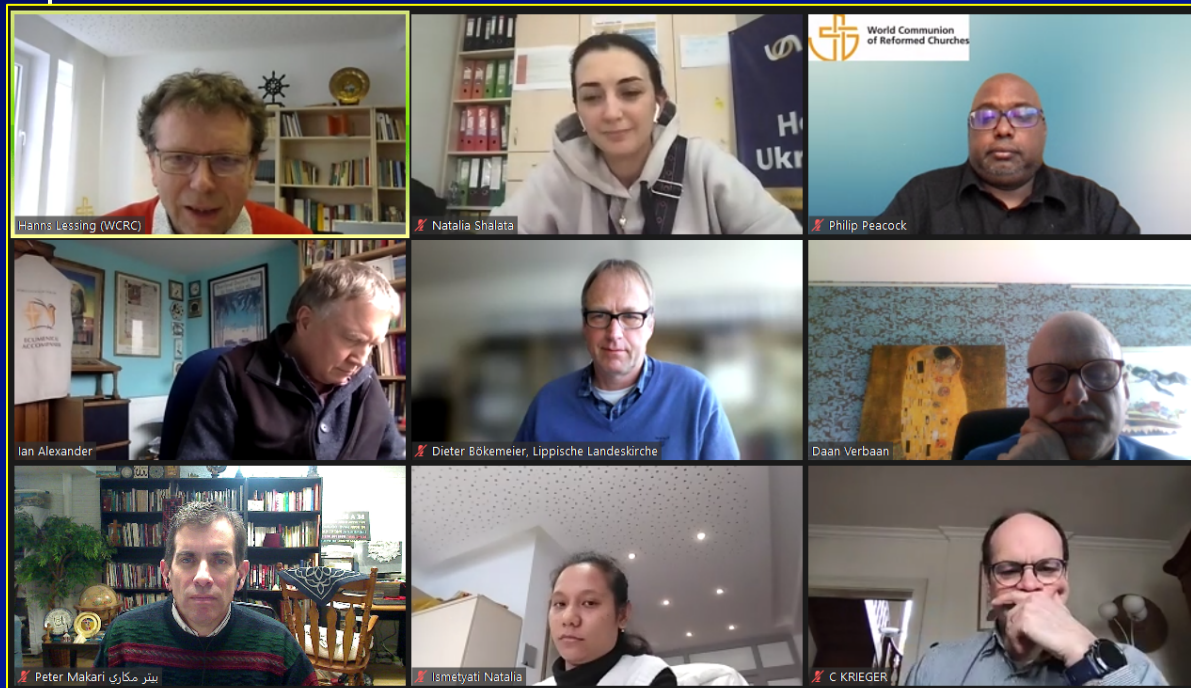 World Communion
of Reformed Churches
Hanns Lessing (WCRC)
Natalia Shalata
Philip Peacock
ECUMENICAL
Ian Alexander
Dieter Bökemeier, Lippische Landeskirche
Daan Verbaan
Peter Makari بيتر مكاري
Ismetyati Natalia
C KRIEGER